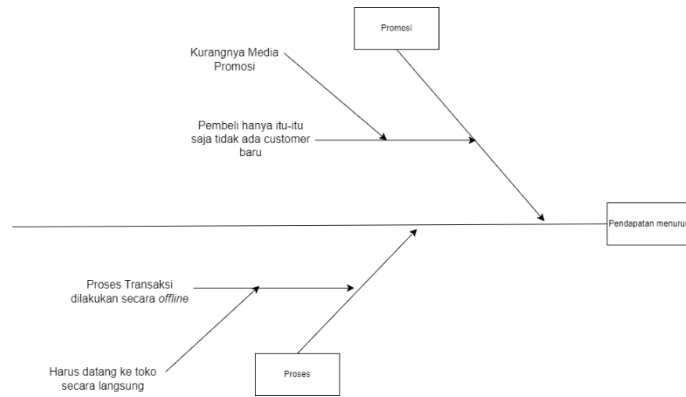 Promosi
Kurangnya Media
Promosi
Pembeli hanya itu-itu
saja tidak ada customer
baru
Pendapatan menurun
Proses Transaksi
dilakukan secara offline
Harus datang ke toko
secara langsung
Proses